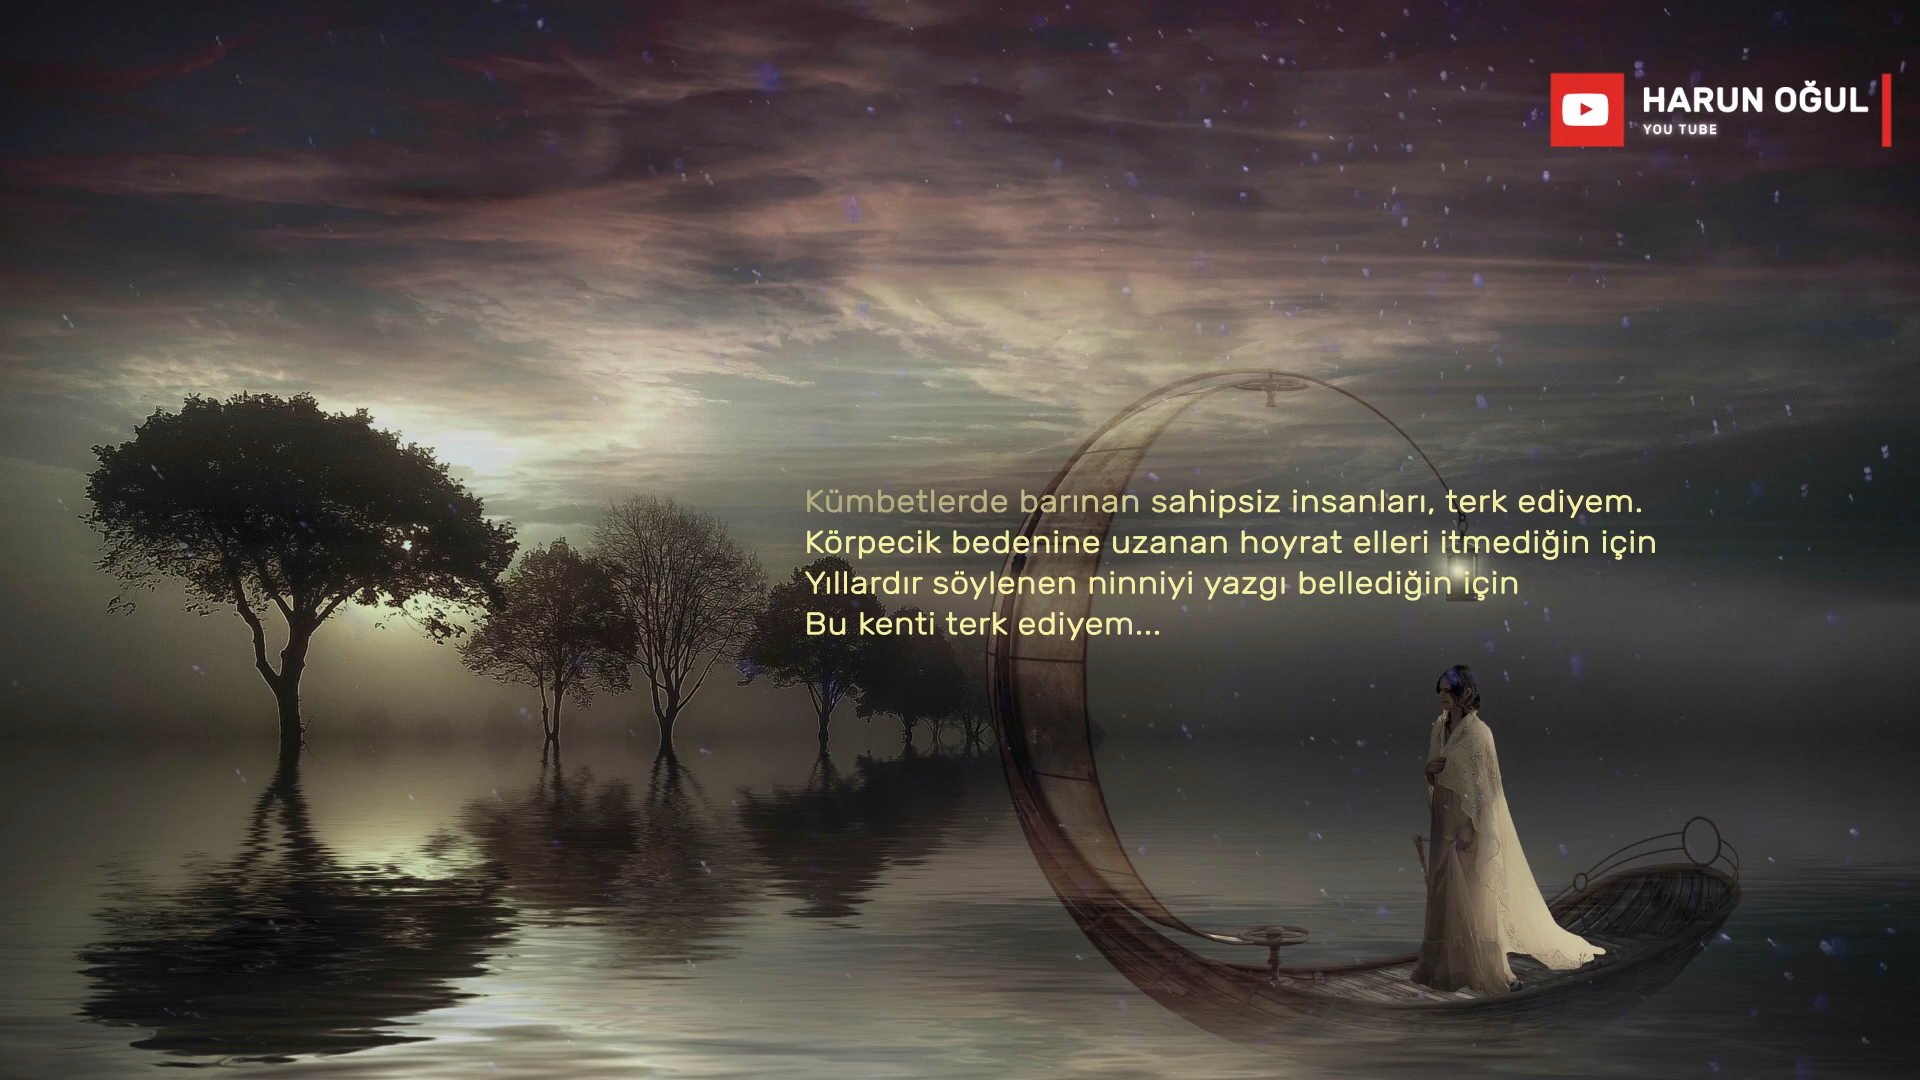 HARUN OĞUL
YOU TUBE
Kümbetlerde barınan sahipsiz insanları, terk ediyem.
Körpecik bedenine uzanan hoyrat elleri itmediğin için
Yıllardır söylenen ninniyi yazgı bellediğin için
Bu kenti terk ediyem...